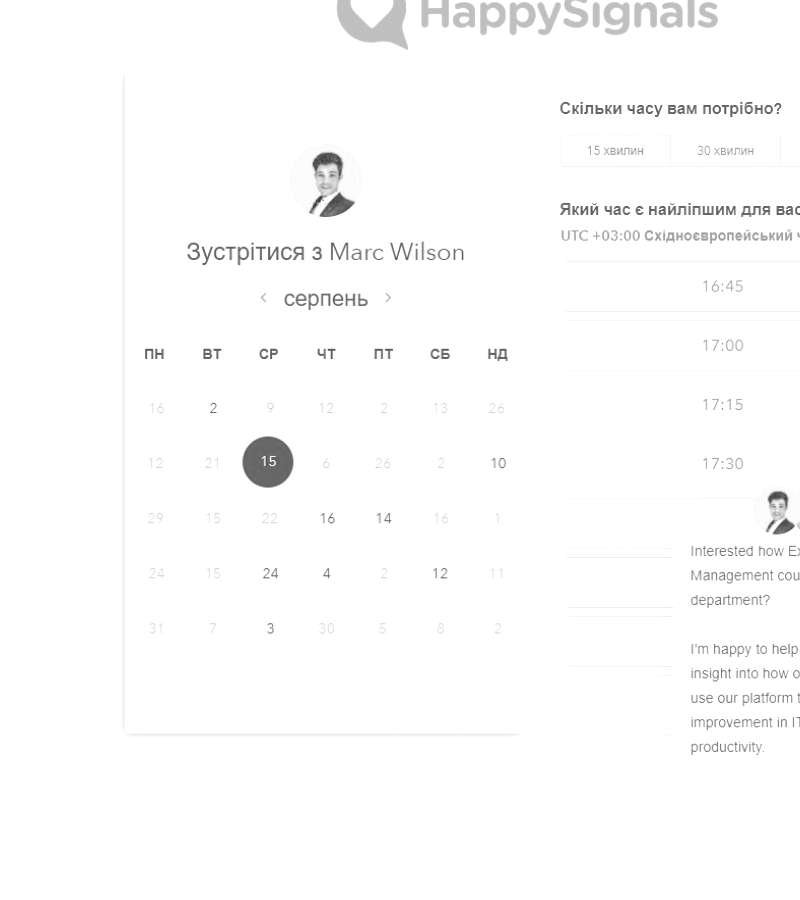 HappySignals
Зустрітися з Marc Wilson
серпень
ПН ВТ СР ЧТ ПТ СБ НД
16 2 9 12 2 13 26
12 21 15 6 26 2 10
29 15 22 16 14 16 1
24 15 24 4 2 12 11
31 7 3 30 5 8 2
Скільки часу вам потрібно?
15 хвилин 30 хвилин
Який час є найліпшим для вас
UTC +03:00 Східноєвропейський
16:45
17:00
17:15
17:30
Interested how
Management
department?
I'm happy to help
insight into how
use our platform
improvement in
productivity.